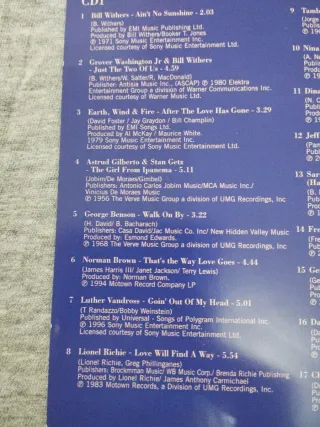 CD1
1 Bill Withers - Ain't No Sunshine - 2.03
(B. Withers)
Published by EMI Music Publishing Ltd.
Produced by Bill Withers/Booker T. Jones
℗ 1971 Sony Music Entertainment Inc.
Licensed courtesy of Sony Music Entertainment Ltd.
2 Grover Washington Jr & Bill Withers
- Just The Two Of Us - 4.59
(B. Withers/W. Salter/R. MacDonald)
Publisher: Antisia Music Inc., (ASCAP) ℗ 1980 Elektra
Entertainment Group a division of Warner Communications Inc.
Licensed courtesy of Warner Entertainment Ltd.
3 Earth, Wind & Fire - After The Love Has Gone - 3.29
(David Foster / Jay Graydon / Bill Champlin)
Published by EMI Songs Ltd.
Produced by Al McKay / Maurice White.
1979 Sony Music Entertainment Inc.
Licensed courtesy of Sony Music Entertainment Ltd.
4 Astrud Gilberto & Stan Getz
- The Girl From Ipanema - 5.11
(Jobim/De Moraes/Gimbel)
Publishers: Antonio Carlos Jobim Music/MCA Music Inc./
Vinicius De Moraes Music
℗ 1956 The Verve Music Group a division of UMG Recordings, Inc
5 George Benson - Walk On By - 3.22
(H. David/ B. Bacharach)
Publishers: Casa David/Jac Music Co. Inc/ New Hidden Valley Music
Produced by: Esmond Edwards,
℗ 1968 The Verve Music Group a division of UMG Recordings, Inc.
6 Norman Brown - That's the Way Love Goes - 4.44
(James Harris III/ Janet Jackson/ Terry Lewis)
℗ 1994 Motown Record Company LP
7 Luther Vandross - Goin' Out Of My Head - 5.01
(T Randazzo/Bobby Weinstein)
Published by Universal - Songs of Polygram International Inc.
℗ 1996 Sony Music Entertainment Inc.
Licensed courtesy of Sony Music Entertainment Ltd.
8 Lionel Richie - Love Will Find A Way - 5.54
(Lionel Richie, Greg Phillinganes)
Publishers: Brockmman Music/ WB Music Corp./ Brenda Richie Publishing
Produced by: Lionel Richie/ James Anthony Carmichael
℗ 1983 Motown Records, a Division of UMG Recordings, Inc.
9
10 Nina
11
12
13
14
15
16
17